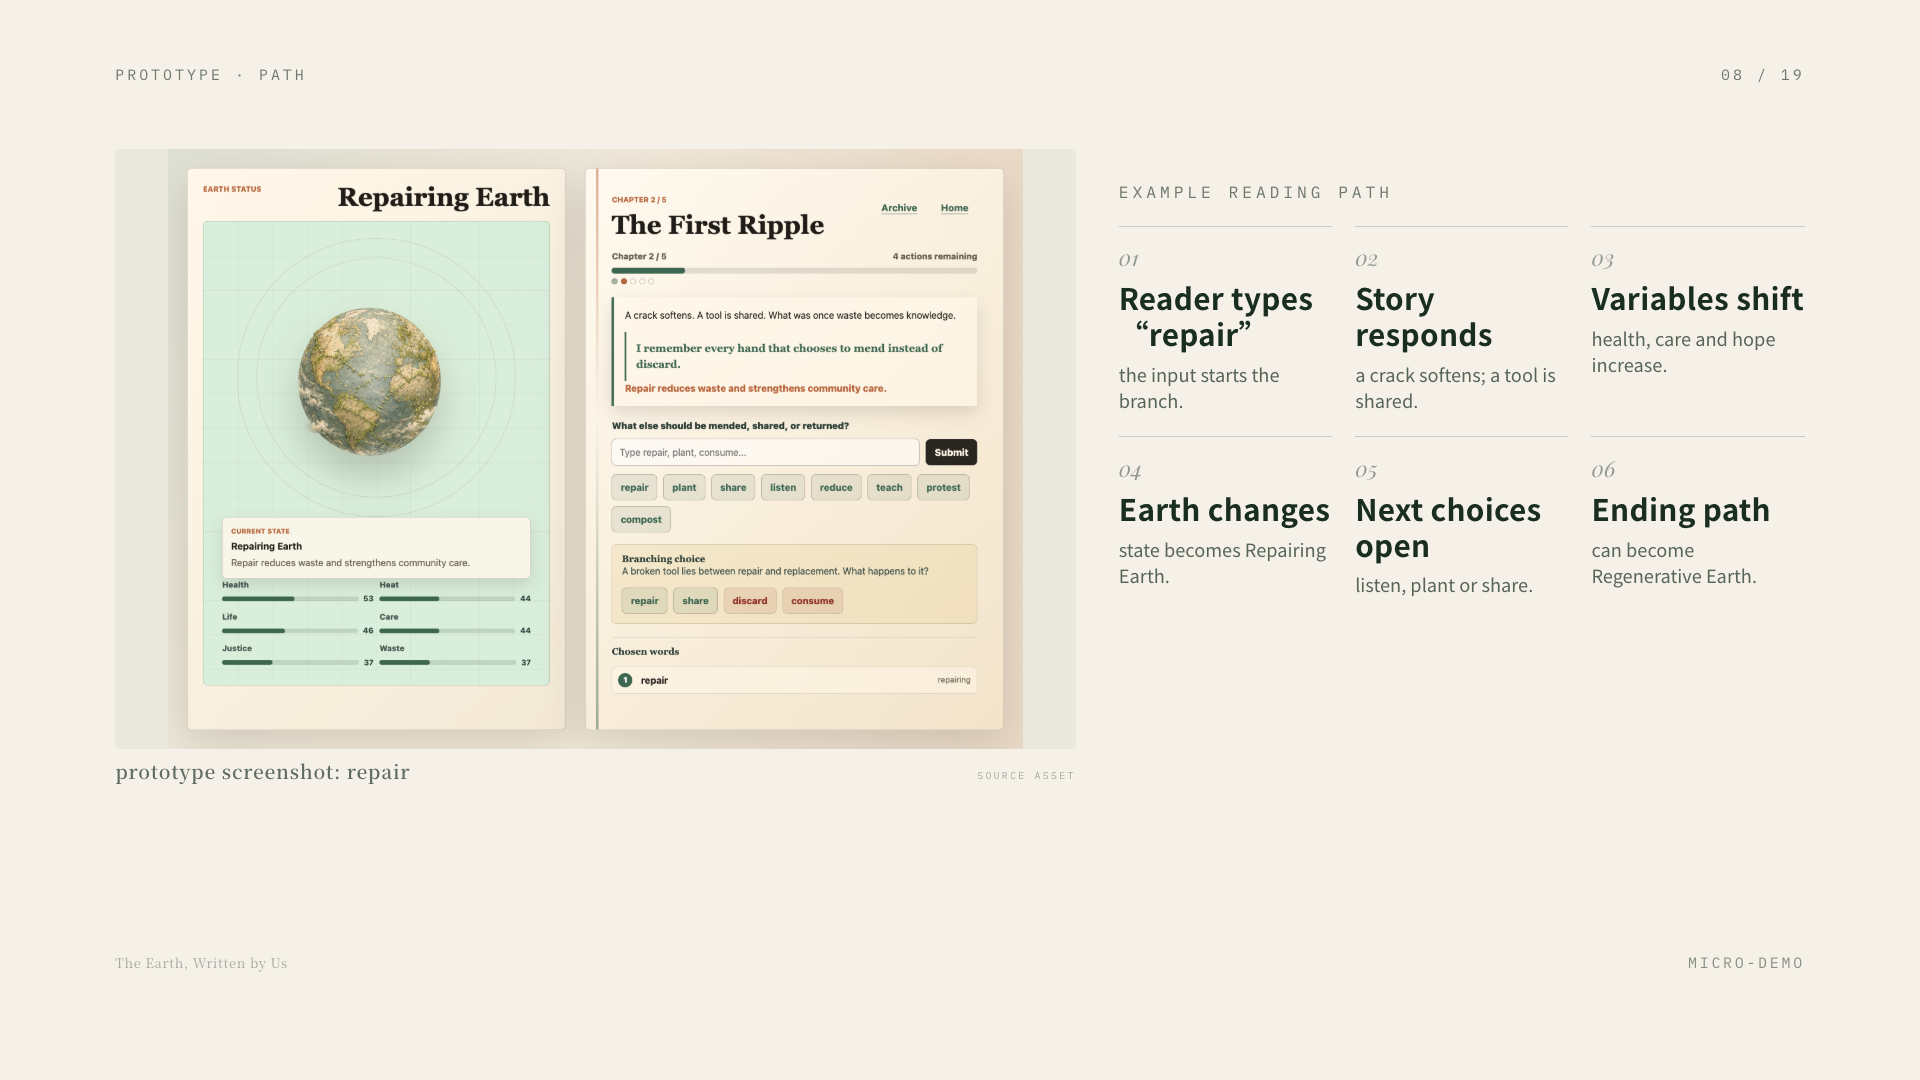 PROTOTYPE · PATH
08 / 19
EARTH STATUS
Repairing Earth
CURRENT STATE
Repairing Earth
Repair reduces waste and strengthens community care.
Health 53
Heat 44
Life 46
Care 44
Justice 37
Waste 37
CHAPTER 2 / 5
The First Ripple
Archive
Home
Chapter 2 / 5
4 actions remaining
A crack softens. A tool is shared. What was once waste becomes knowledge.
I remember every hand that chooses to mend instead of
discard.
Repair reduces waste and strengthens community care.
What else should be mended, shared, or returned?
Type repair, plant, consume...
Submit
repair plant share listen reduce teach protest
compost
Branching choice
A broken tool lies between repair and replacement. What happens to it?
repair share discard consume
Chosen words
1 repair repairing
prototype screenshot: repair
SOURCE ASSET
EXAMPLE READING PATH
01
Reader types
“repair”
the input starts the
branch.
02
Story
responds
a crack softens; a tool is
shared.
03
Variables shift
health, care and hope
increase.
04
Earth changes
state becomes Repairing
Earth.
05
Next choices
open
listen, plant or share.
06
Ending path
can become
Regenerative Earth.
The Earth, Written by Us
MICRO-DEMO